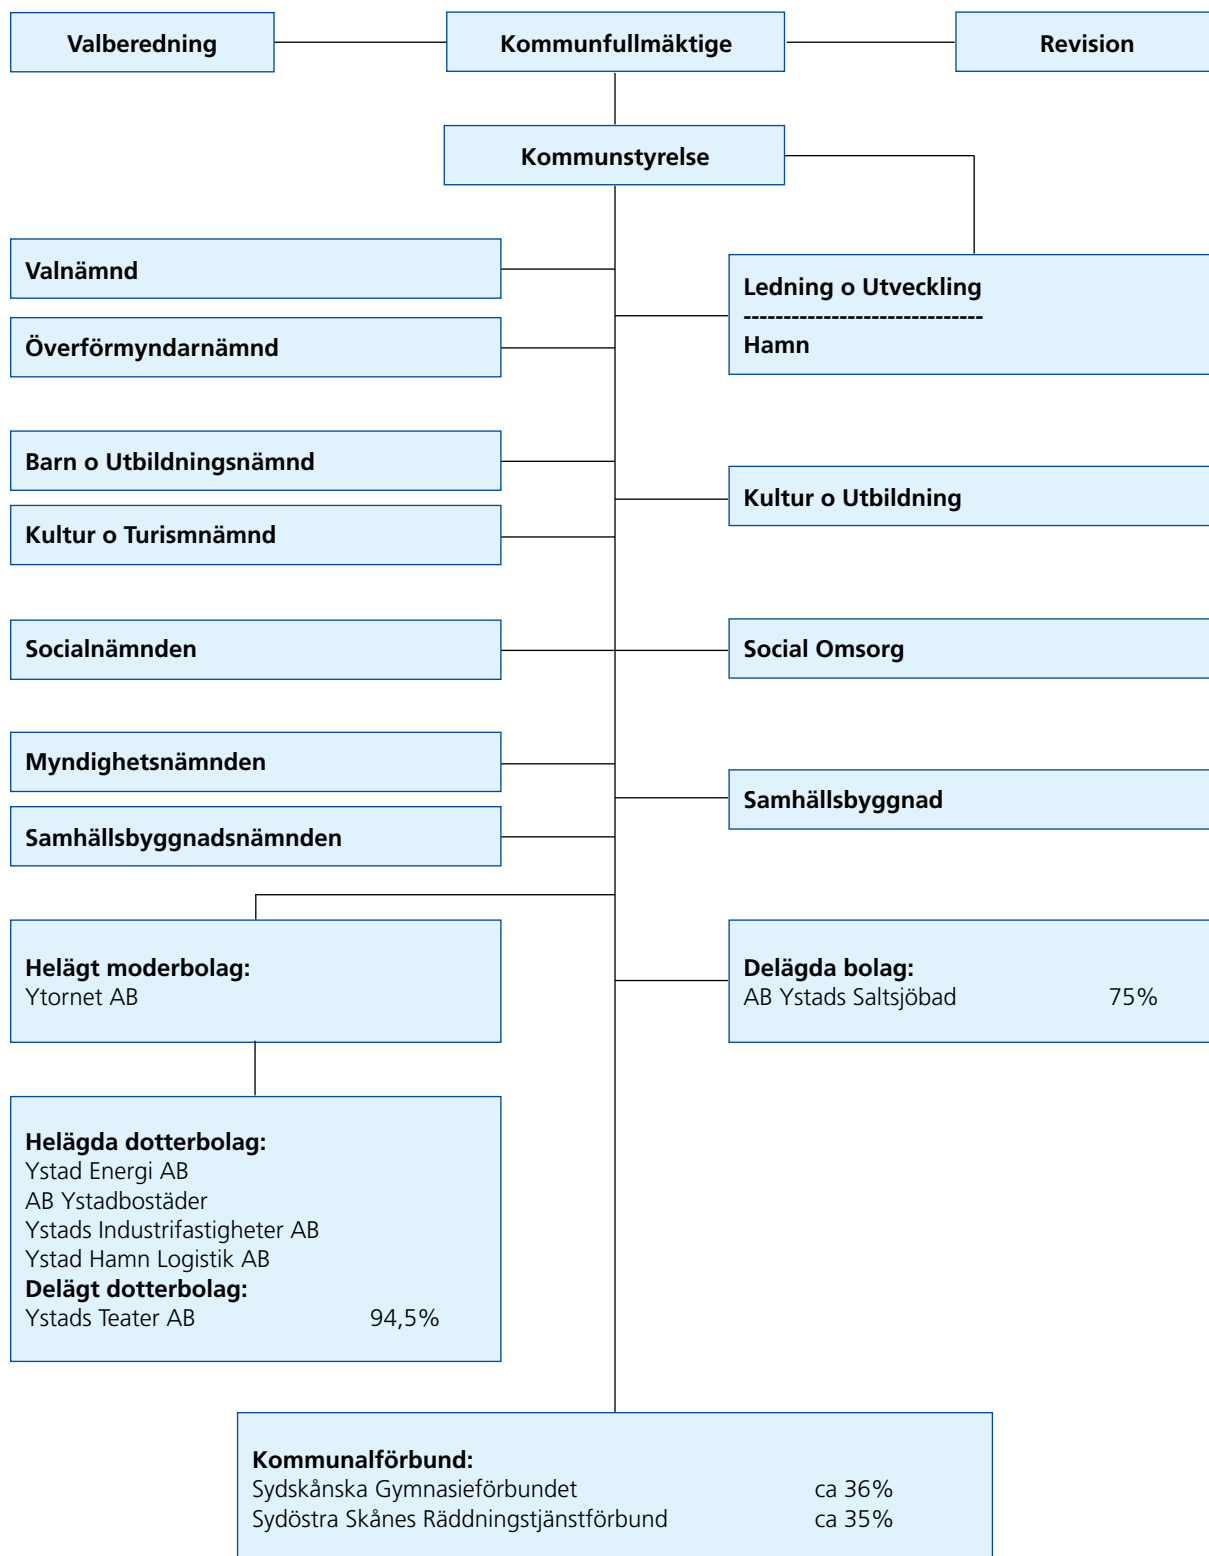 Valberedning
Kommunfullmäktige
Revision
Kommunstyrelse
Valnämnd
Överförmyndarnämnd
Ledning o Utveckling
------------------------------
Hamn
Barn o Utbildningsnämnd
Kultur o Turismnämnd
Kultur o Utbildning
Socialnämnden
Social Omsorg
Myndighetsnämnden
Samhällsbyggnadsnämnden
Samhällsbyggnad
Helägt moderbolag:
Ytornet AB
Delägda bolag:
AB Ystads Saltsjöbad 75%
Helägda dotterbolag:
Ystad Energi AB
AB Ystadbostäder
Ystads Industrifastigheter AB
Ystad Hamn Logistik AB
Delägt dotterbolag:
Ystads Teater AB 94,5%
Kommunalförbund:
Sydskånska Gymnasieförbundet ca 36%
Sydöstra Skånes Räddningstjänstförbund ca 35%